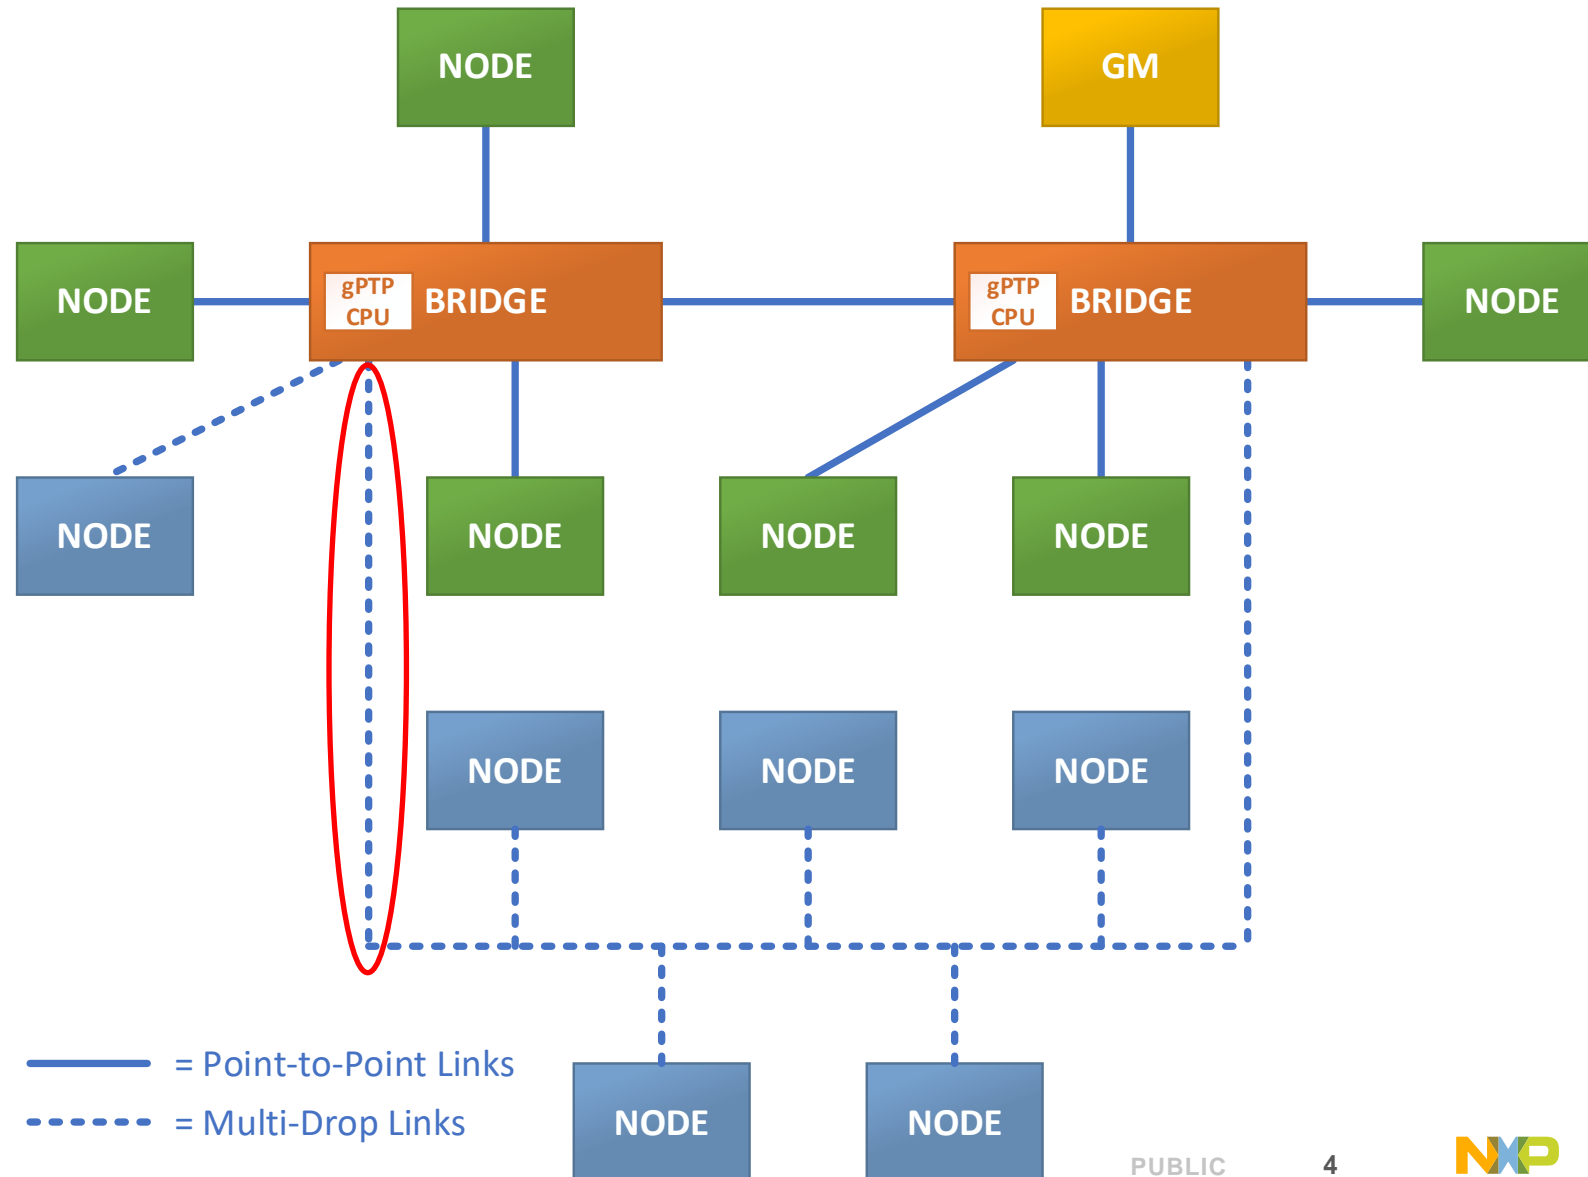 NODE
GM
NODE
gPTP
CPU
BRIDGE
gPTP
CPU
BRIDGE
NODE
NODE
NODE
NODE
NODE
NODE
NODE
NODE
= Point-to-Point Links
= Multi-Drop Links
NODE
NODE
PUBLIC
4
NXP